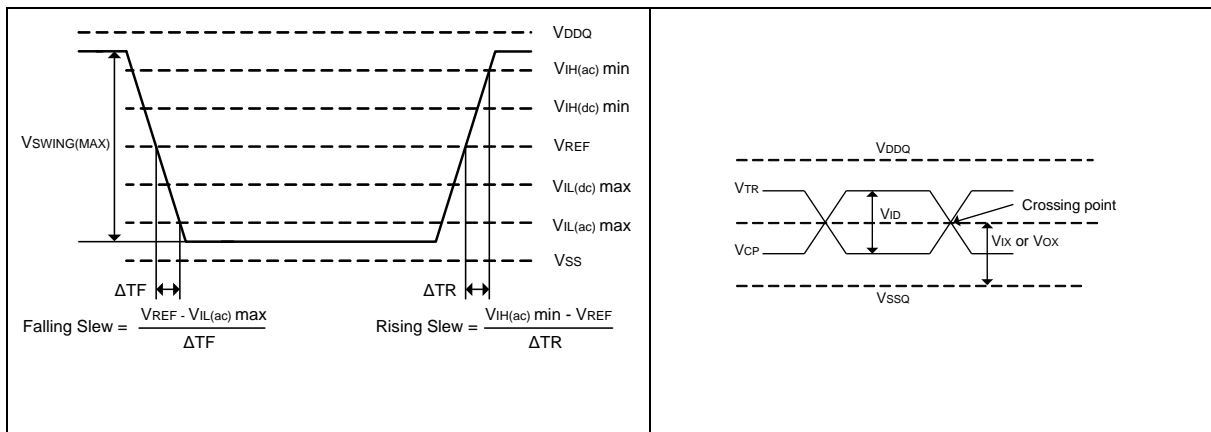 VDDQ
VIH(ac) min
VIH(dc) min
VSWING(MAX)
VREF
VIL(dc) max
VIL(ac) max
VSS
ΔTF
ΔTR
Falling Slew = VREF - VIL(ac) max
ΔTF
Rising Slew = VIH(ac) min - VREF
ΔTR
VDDQ
VTR
VID
Crossing point
VCP
VIX or VOX
VSSQ